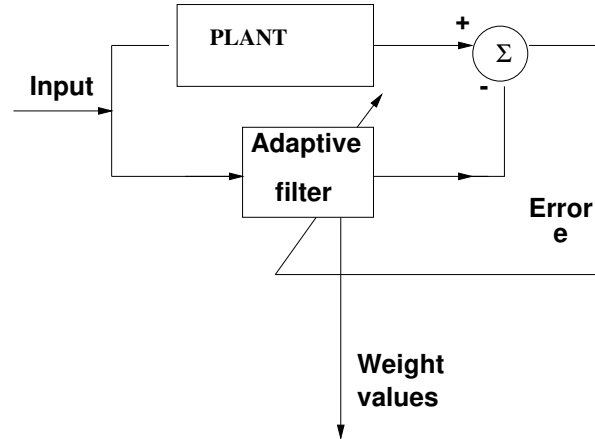 PLANT
+
Σ
-
Input
Adaptive
filter
Error
e
Weight
values